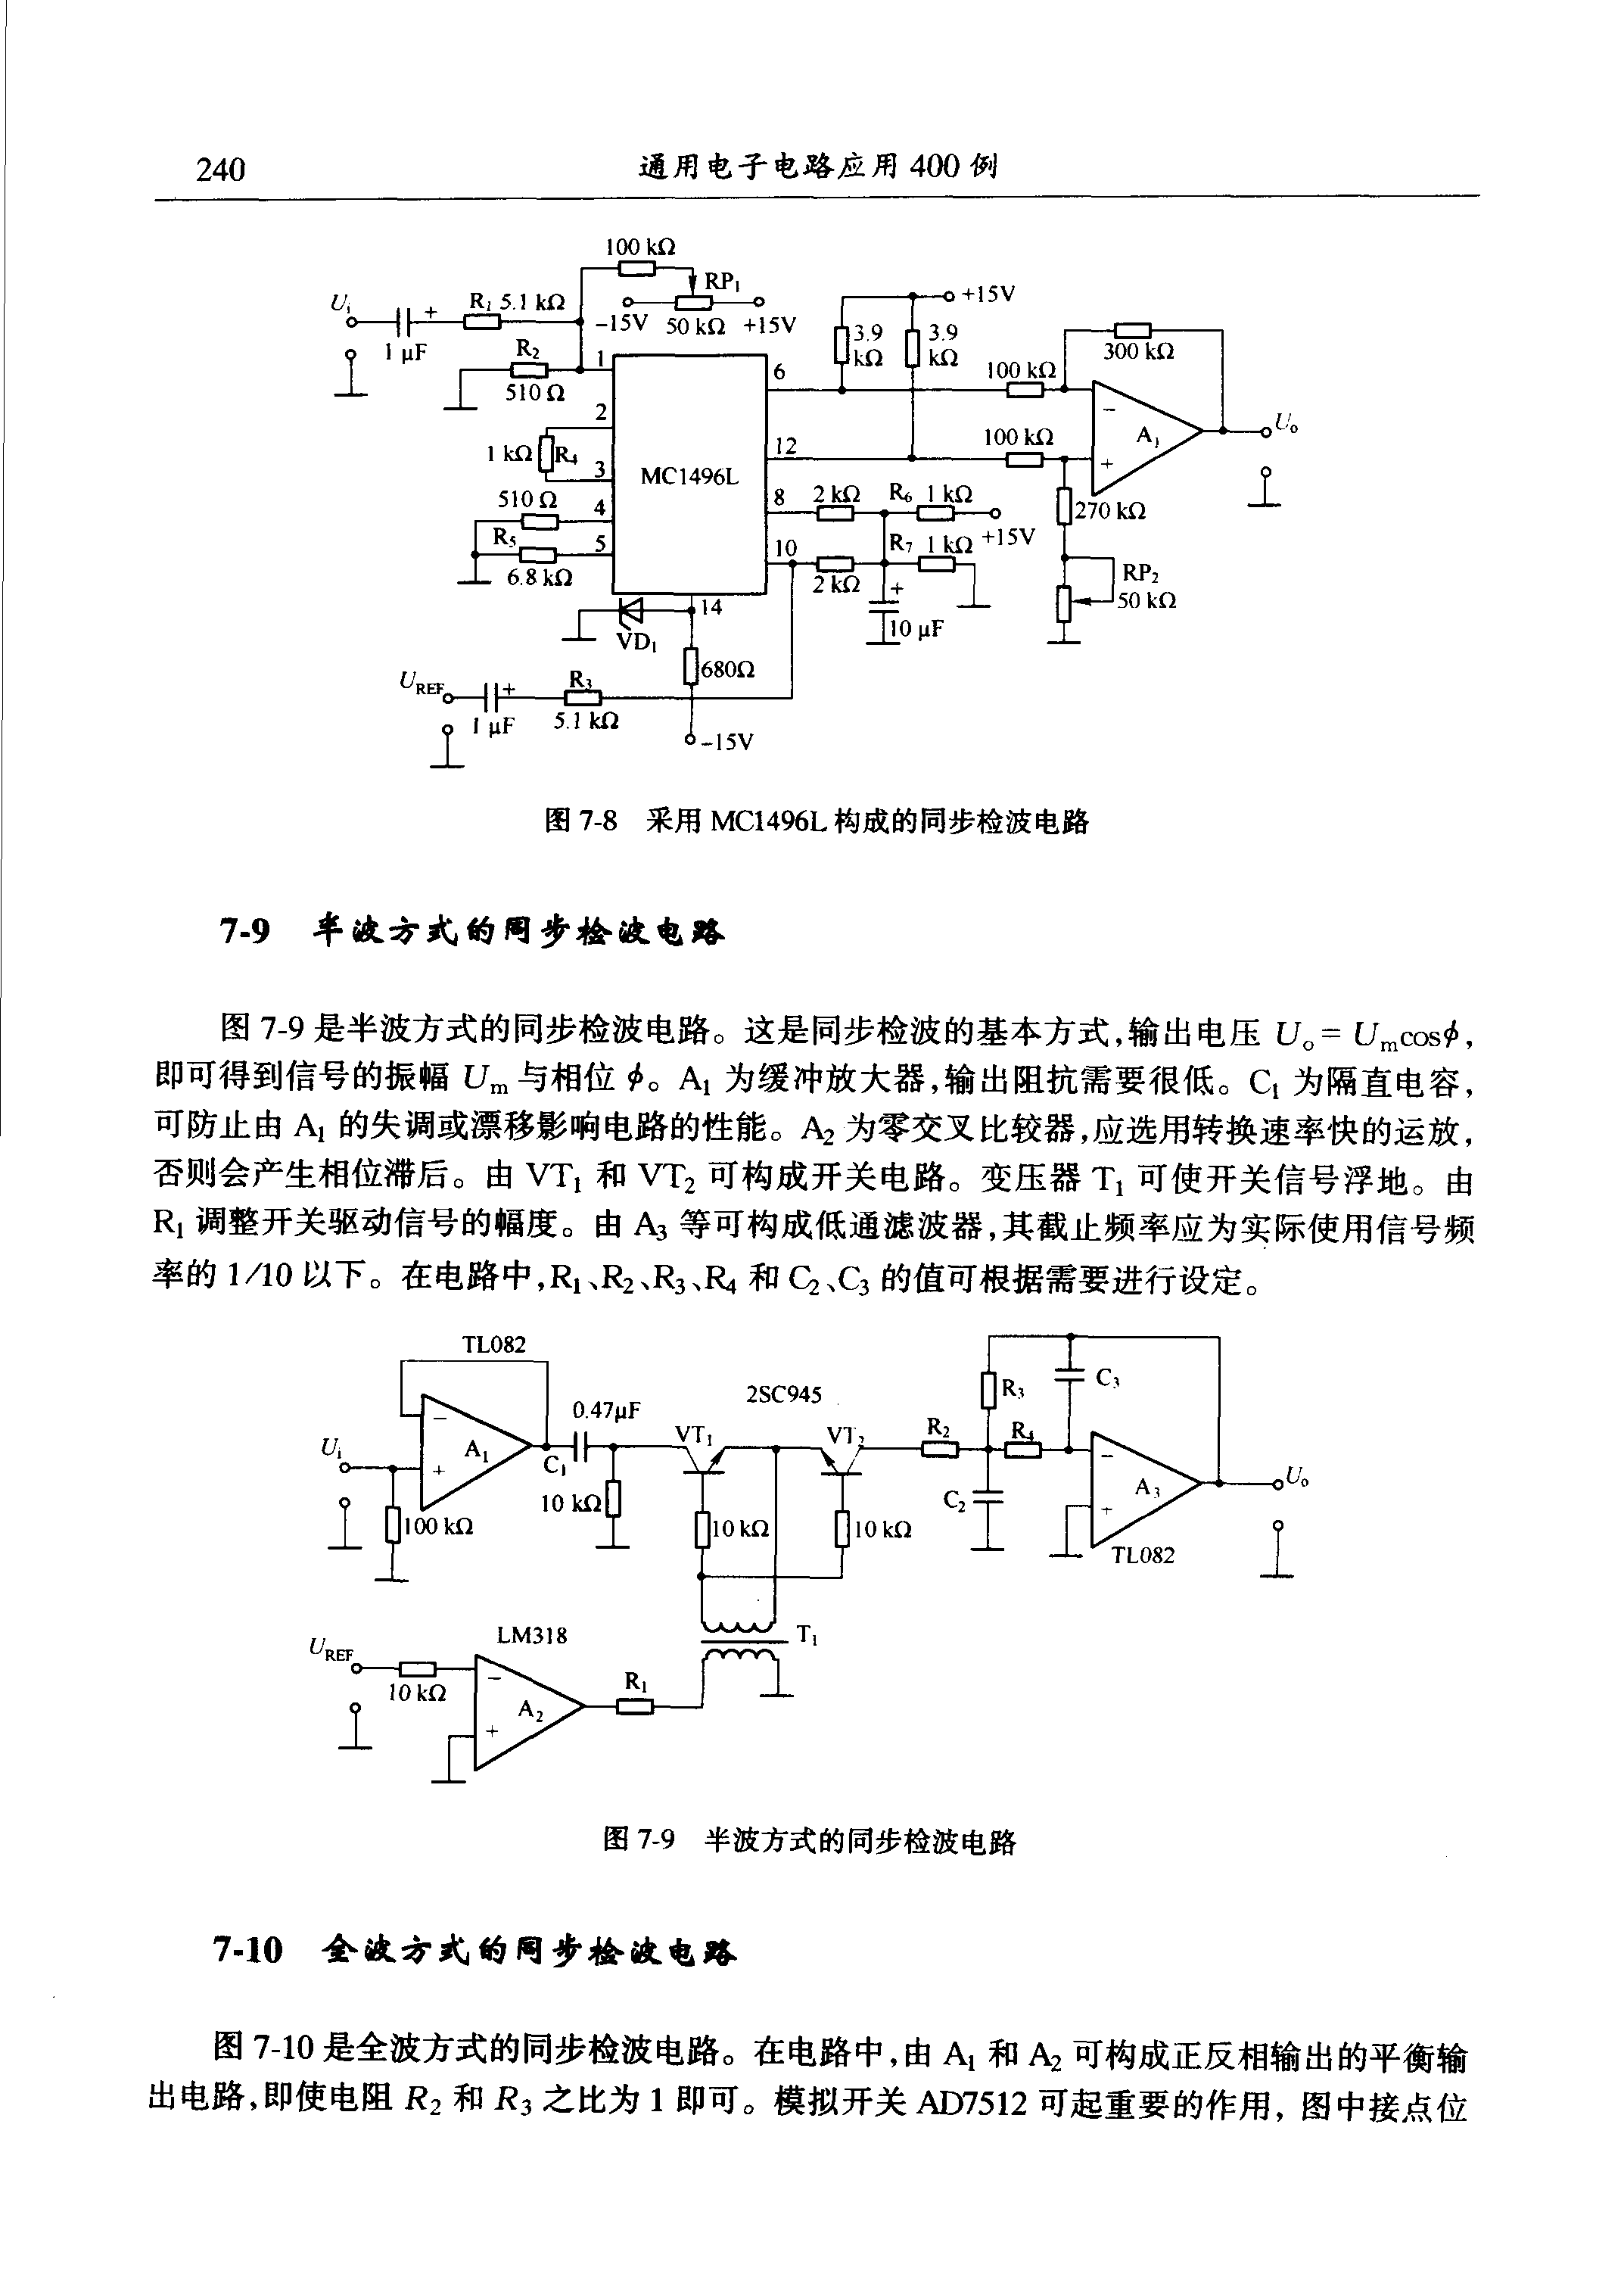 240
通用电子电路应用 400 例
100 kΩ
RP₁
Uᵢ
R₁ 5.1 kΩ
-15V 50 kΩ +15V
+15V
1 μF
R₂
510 Ω
3.9 kΩ
3.9 kΩ
300 kΩ
100 kΩ
1
6
2
1 kΩ R₄
3
MC1496L
12
100 kΩ
A₁
Uₒ
510 Ω
4
8
2 kΩ R₆ 1 kΩ
270 kΩ
R₅
5
10
R₇ 1 kΩ +15V
6.8 kΩ
2 kΩ
RP₂
50 kΩ
14
VD₁
10 μF
680Ω
U_REF
R₃
1 μF 5.1 kΩ
-15V
图 7-8 采用 MC1496L 构成的同步检波电路
7-9 半波方式的同步检波电路
图 7-9 是半波方式的同步检波电路。这是同步检波的基本方式,输出电压 Uₒ= Uₘcosϕ,
即可得到信号的振幅 Uₘ 与相位 ϕ。A₁ 为缓冲放大器,输出阻抗需要很低。C₁ 为隔直电容,
可防止由 A₁ 的失调或漂移影响电路的性能。A₂ 为零交叉比较器,应选用转换速率快的运放,
否则会产生相位滞后。由 VT₁ 和 VT₂ 可构成开关电路。变压器 T₁ 可使开关信号浮地。由
R₁ 调整开关驱动信号的幅度。由 A₃ 等可构成低通滤波器,其截止频率应为实际使用信号频
率的 1/10 以下。在电路中,R₁、R₂、R₃、R₄ 和 C₂、C₃ 的值可根据需要进行设定。
TL082
0.47μF
2SC945
R₃
C₃
Uᵢ
A₁
C₁
VT₁
VT₂
R₂
R₄
10 kΩ
100 kΩ
10 kΩ
10 kΩ
C₂
A₃
Uₒ
TL082
LM318
T₁
U_REF
10 kΩ
A₂
R₁
图 7-9 半波方式的同步检波电路
7-10 全波方式的同步检波电路
图 7-10 是全波方式的同步检波电路。在电路中,由 A₁ 和 A₂ 可构成正反相输出的平衡输
出电路,即使电阻 R₂ 和 R₃ 之比为 1 即可。模拟开关 AD7512 可起重要的作用, 图中接点位